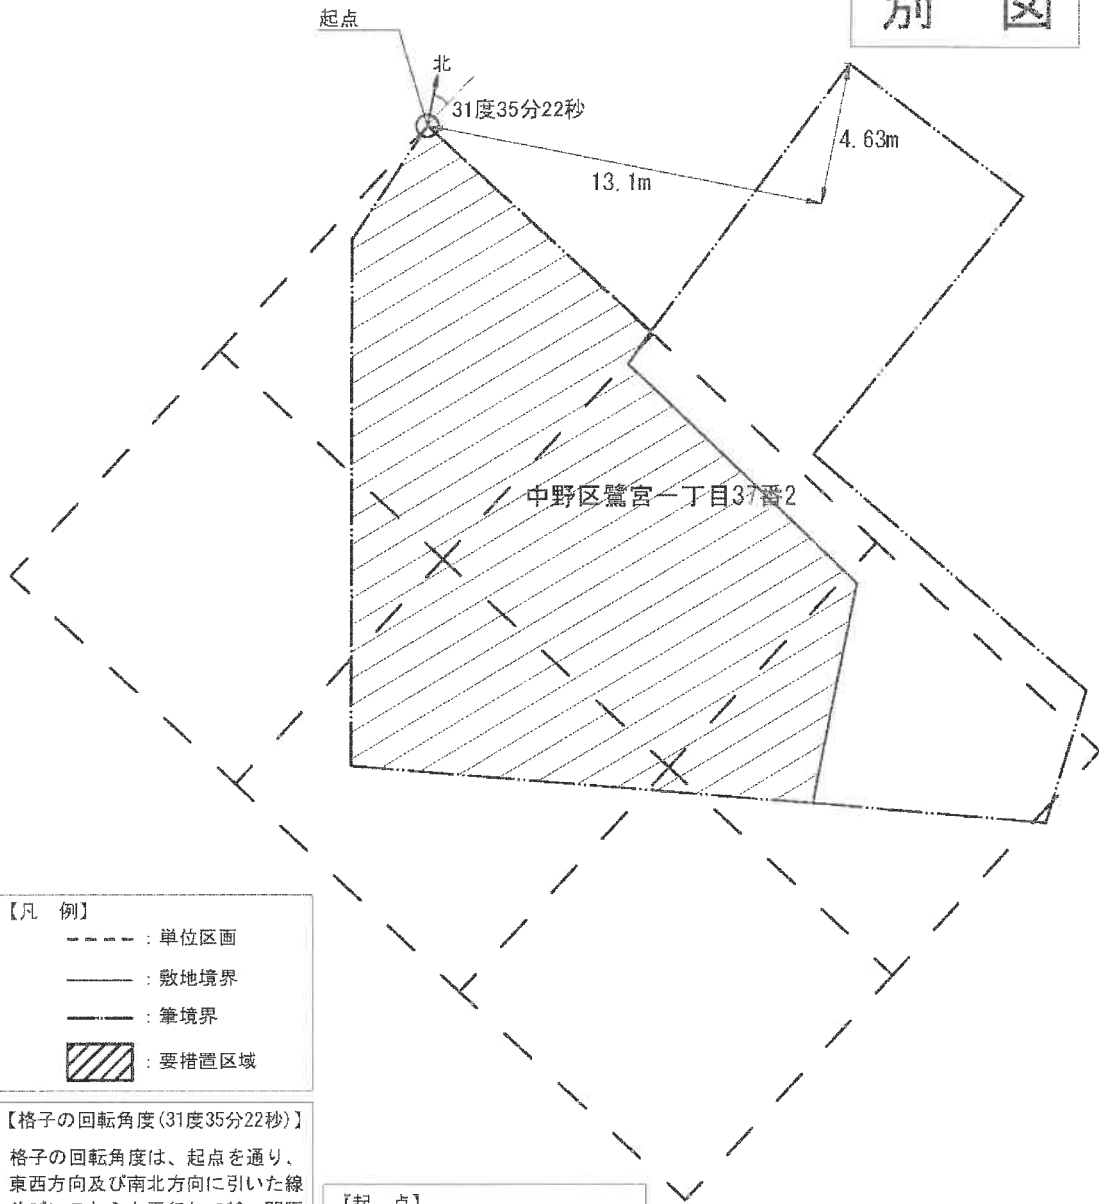 別 図
起点
北
31度35分22秒
4.63m
13.1m
中野区鷺宮一丁目37番2
【凡 例】
：単位区画
：敷地境界
：筆境界
：要措置区域
【格子の回転角度(31度35分22秒)】
格子の回転角度は、起点を通り、
東西方向及び南北方向に引いた線
【起 点】